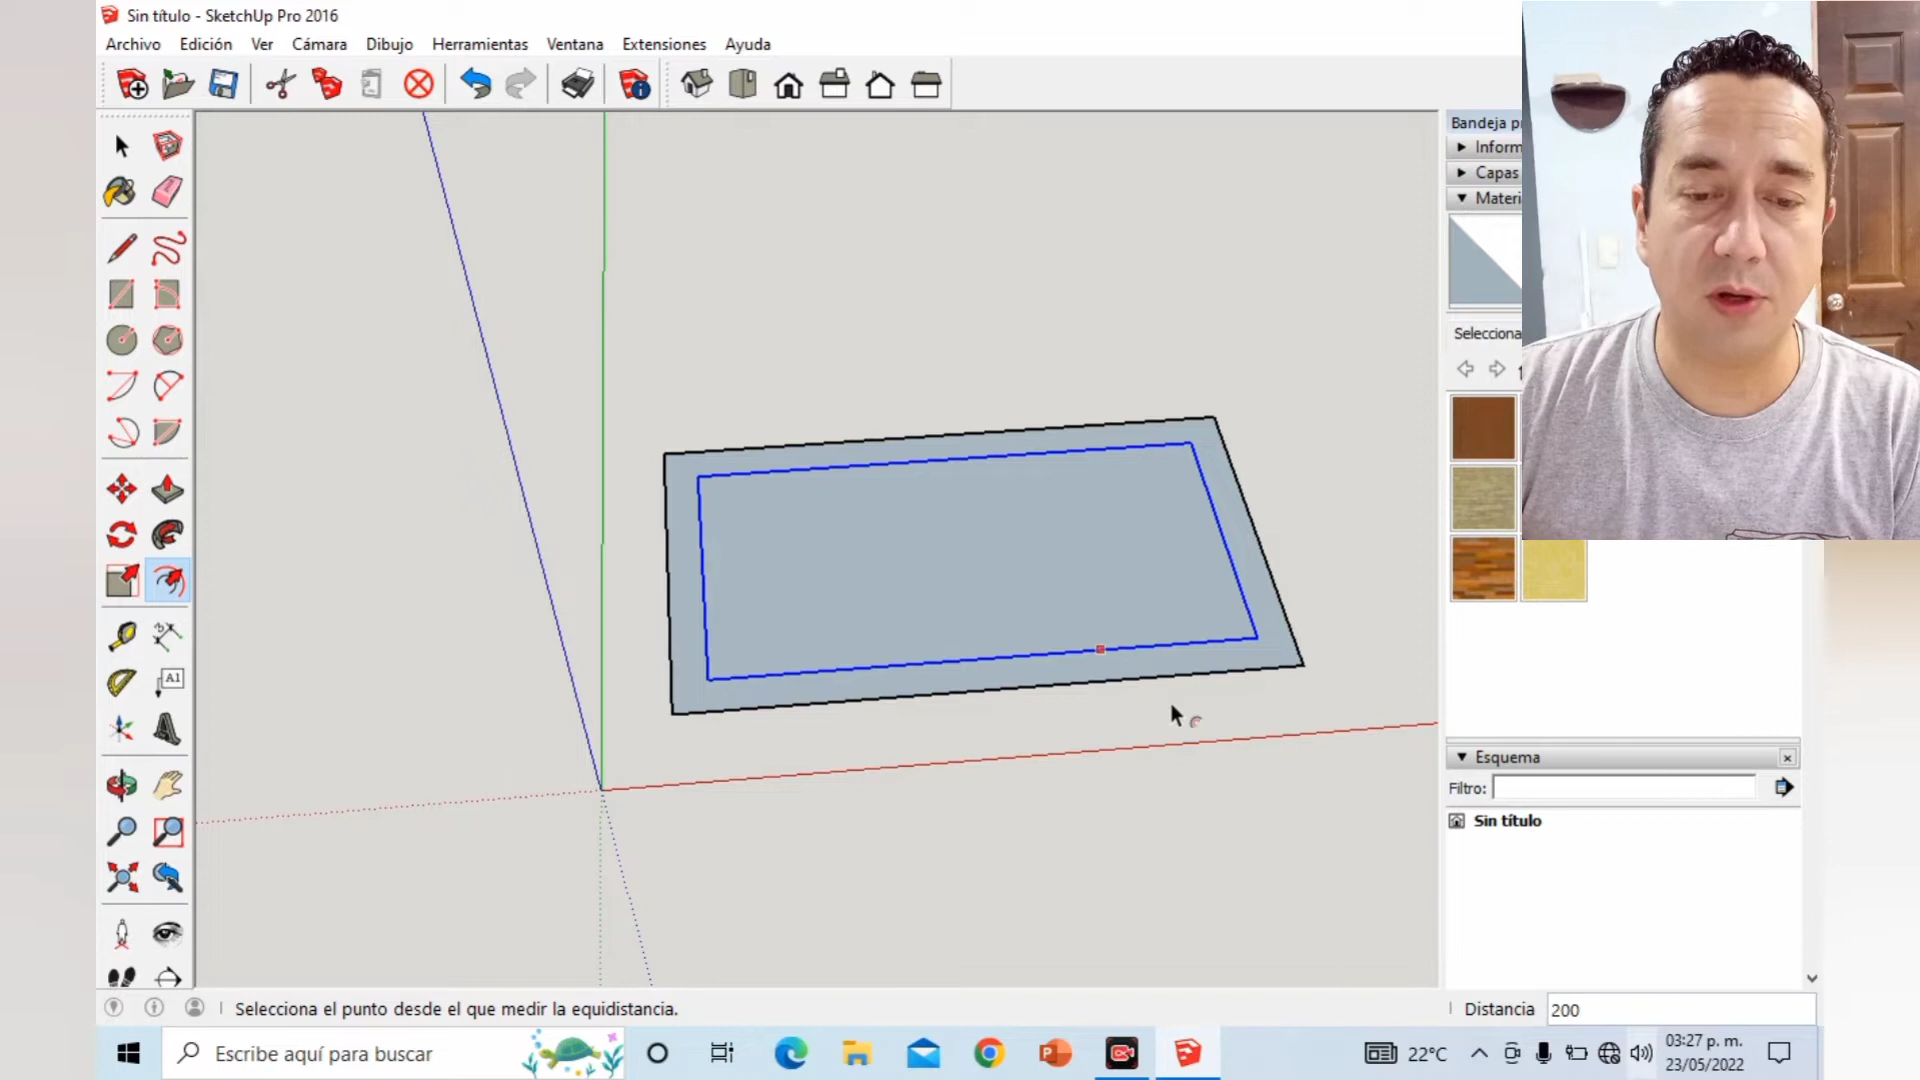 Sin título - SketchUp Pro 2016
Archivo Edición Ver Cámara Dibujo Herramientas Ventana Extensiones Ayuda
Bandeja
Capas
Selecciona
A1
Esquema
Filtro:
Sin título
Selecciona el punto desde el que medir la equidistancia.
Distancia 200
Escribe aquí para buscar
22°C
03:27 p. m.
23/05/2022